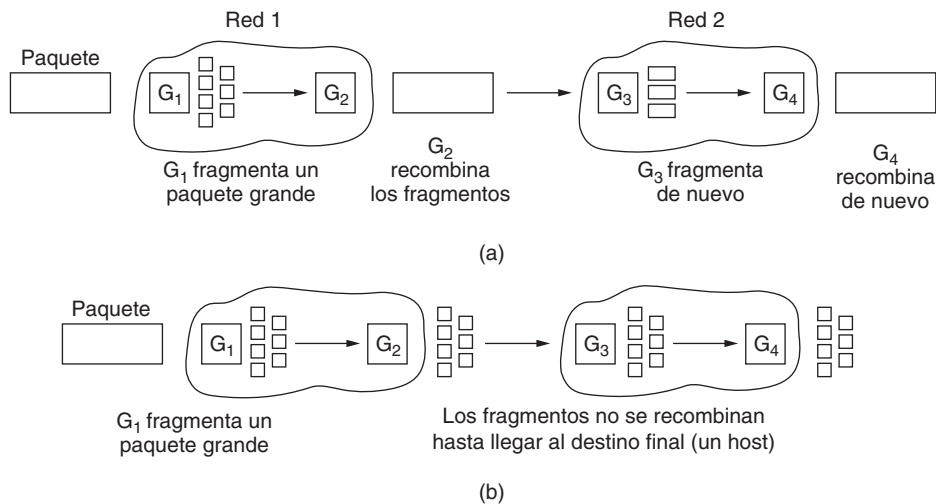 Red 1
Red 2
Paquete
G1
G2
G3
G4
G1 fragmenta un
paquete grande
G2
recombina
los fragmentos
G3 fragmenta
de nuevo
G4
recombina
de nuevo
(a)
Paquete
G1
G2
G3
G4
G1 fragmenta un
paquete grande
Los fragmentos no se recombinan
hasta llegar al destino final (un host)
(b)